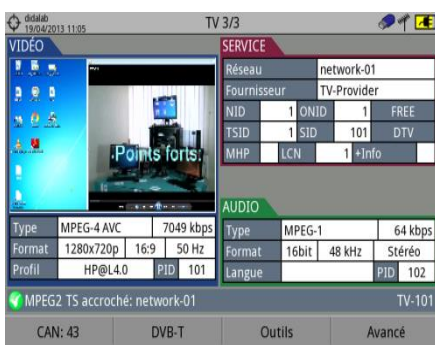 didalab
19/04/2013 11:05
TV 3/3
VIDÉO
Points forts:
Type MPEG-4 AVC 7049 kbps
Format 1280x720p 16:9 50 Hz
Profil HP@L4.0 PID 101
SERVICE
Réseau network-01
Fournisseur TV-Provider
NID 1 ONID 1 FREE
TSID 1 SID 101 DTV
MHP LCN 1 +Info
AUDIO
Type MPEG-1 64 kbps
Format 16bit 48 kHz Stéréo
Langue PID 102
MPEG2 TS accroché: network-01 TV-101
CAN: 43 DVB-T Outils Avancé